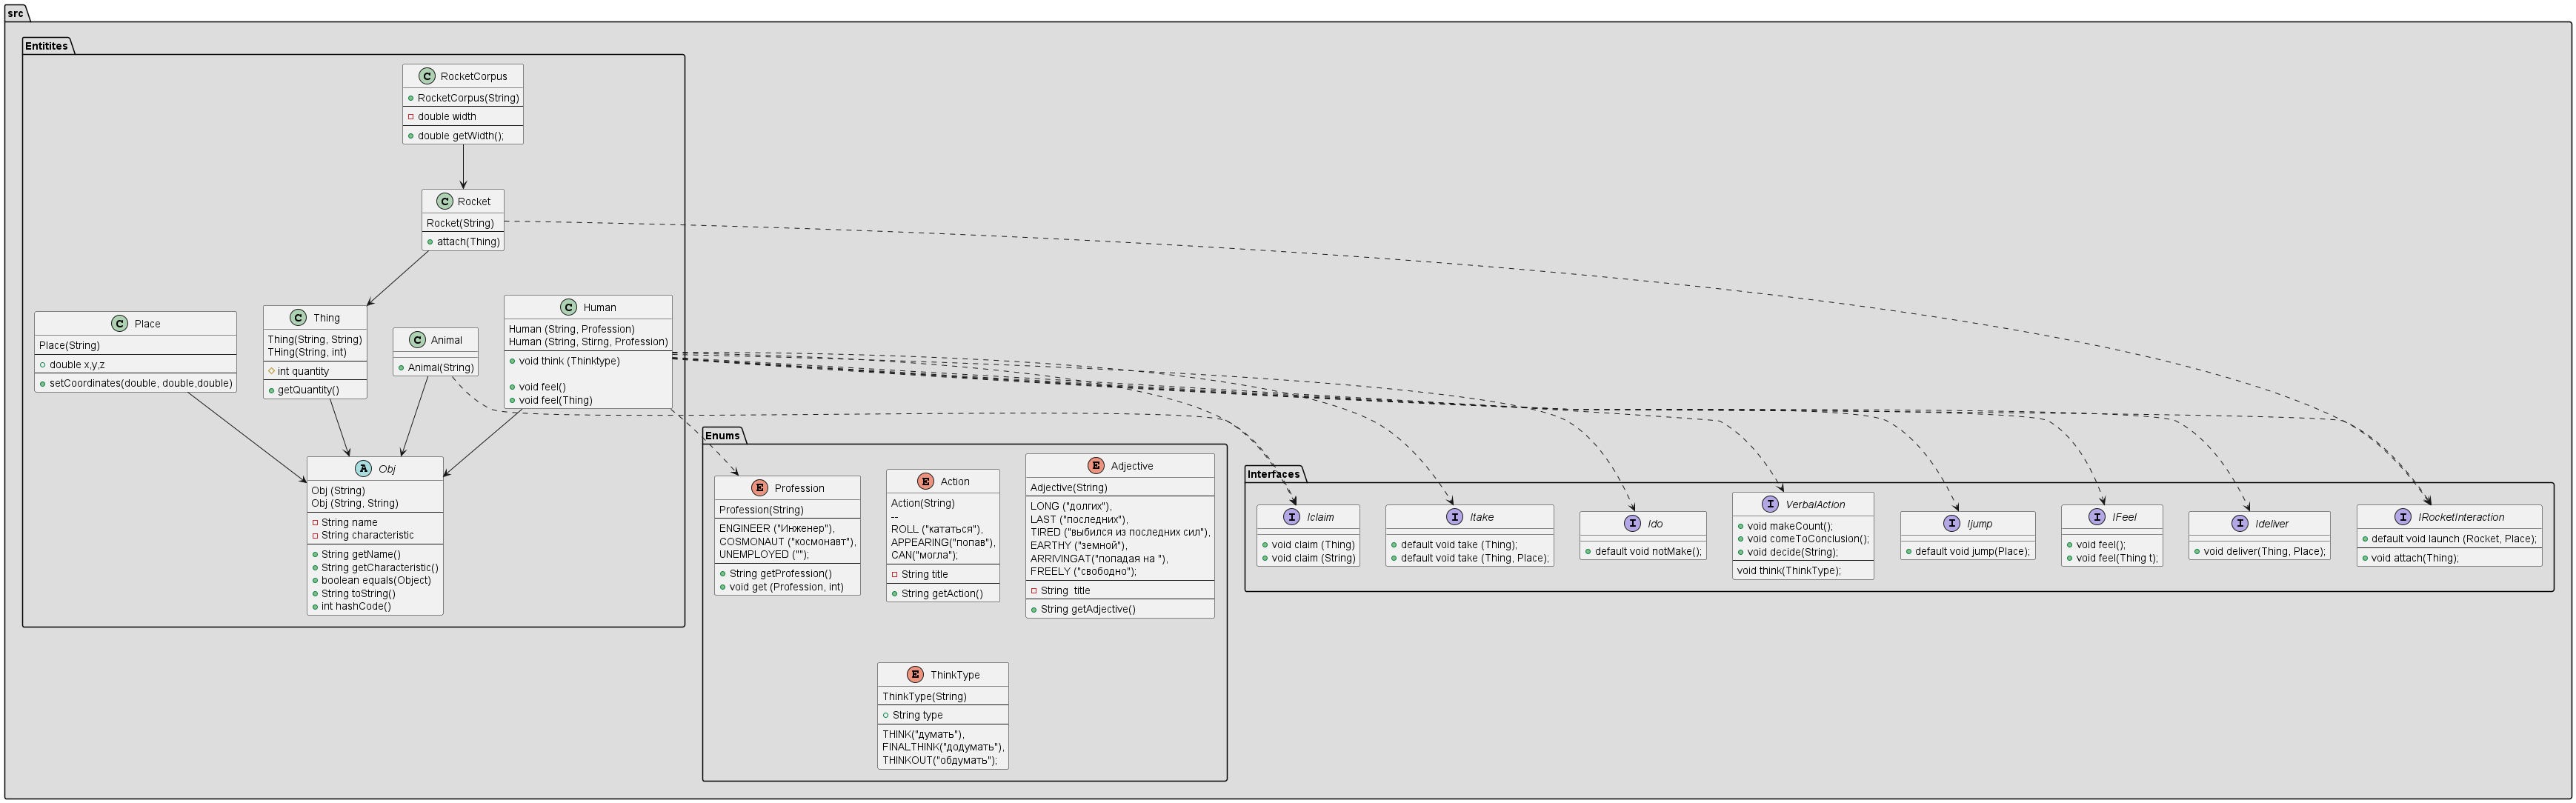 src
Entitites
C RocketCorpus
RocketCorpus(String)
double width
double getWidth();
C Rocket
Rocket(String)
attach(Thing)
C Place
Place(String)
double x,y,z
setCoordinates(double, double,double)
C Thing
Thing(String, String)
THing(String, int)
int quantity
getQuantity()
C Animal
Animal(String)
C Human
Human (String, Profession)
Human (String, Stirng, Profession)
void think (Thinktype)
void feel()
void feel(Thing)
A Obj
Obj (String)
Obj (String, String)
String name
String characteristic
String getName()
String getCharacteristic()
boolean equals(Object)
String toString()
int hashCode()
Enums
E Profession
Profession(String)
ENGINEER ("Инженер"),
COSMONAUT ("космонавт"),
UNEMPLOYED ("");
String getProfession()
void get (Profession, int)
E Action
Action(String)
--
ROLL ("кататься"),
APPEARING("попав"),
CAN("могла");
String title
String getAction()
E Adjective
Adjective(String)
LONG ("долгих"),
LAST ("последних"),
TIRED ("выбился из последних сил"),
EARTHY ("земной"),
ARRIVINGAT("попадая на "),
FREELY ("свободно");
String title
String getAdjective()
E ThinkType
ThinkType(String)
String type
THINK("думать"),
FINALTHINK("додумать"),
THINKOUT("обдумать");
Interfaces
I Iclaim
void claim (Thing)
void claim (String)
I Itake
default void take (Thing);
default void take (Thing, Place);
I Ido
default void notMake();
I VerbalAction
void makeCount();
void comeToConclusion();
void decide(String);
void think(ThinkType);
I Ijump
default void jump(Place);
I IFeel
void feel();
void feel(Thing t);
I Ideliver
void deliver(Thing, Place);
I IRocketInteraction
default void launch (Rocket, Place);
void attach(Thing);